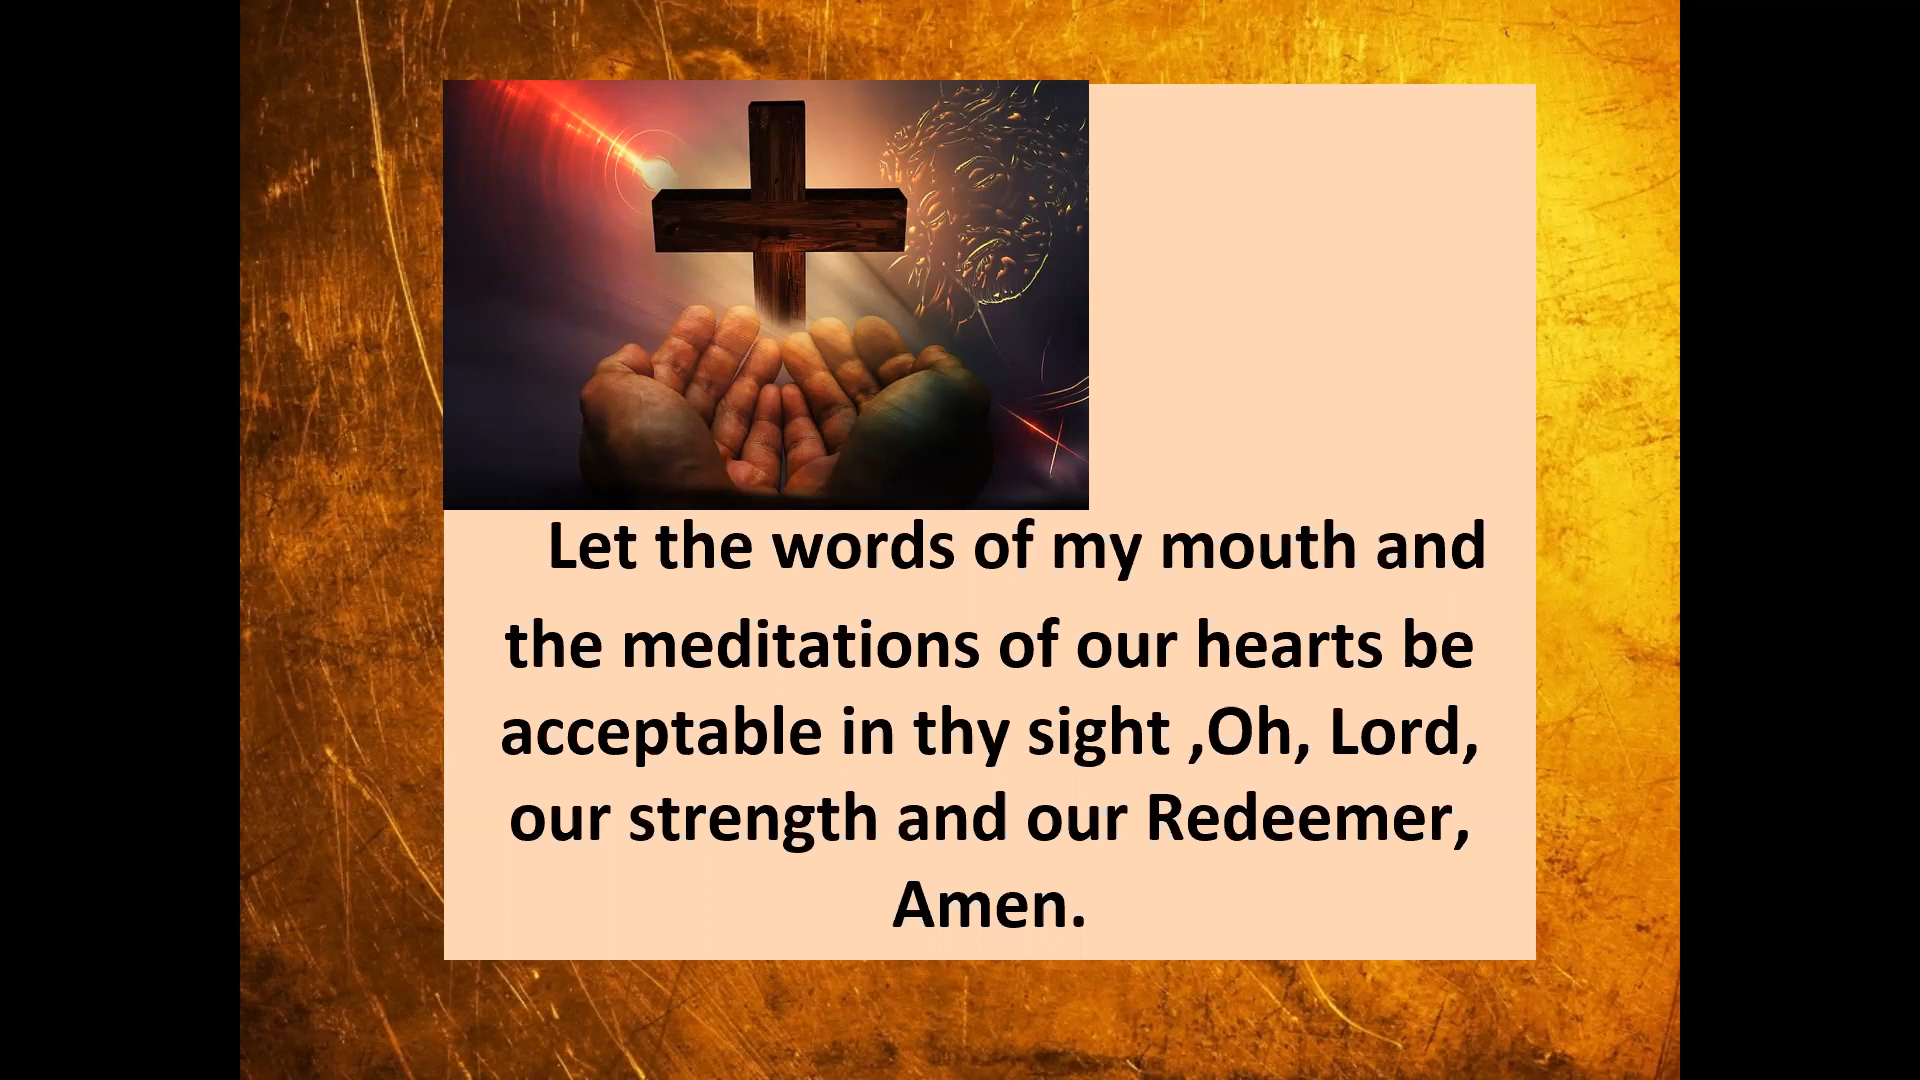 Let the words of my mouth and
the meditations of our hearts be
acceptable in thy sight ,Oh, Lord,
our strength and our Redeemer,
Amen.